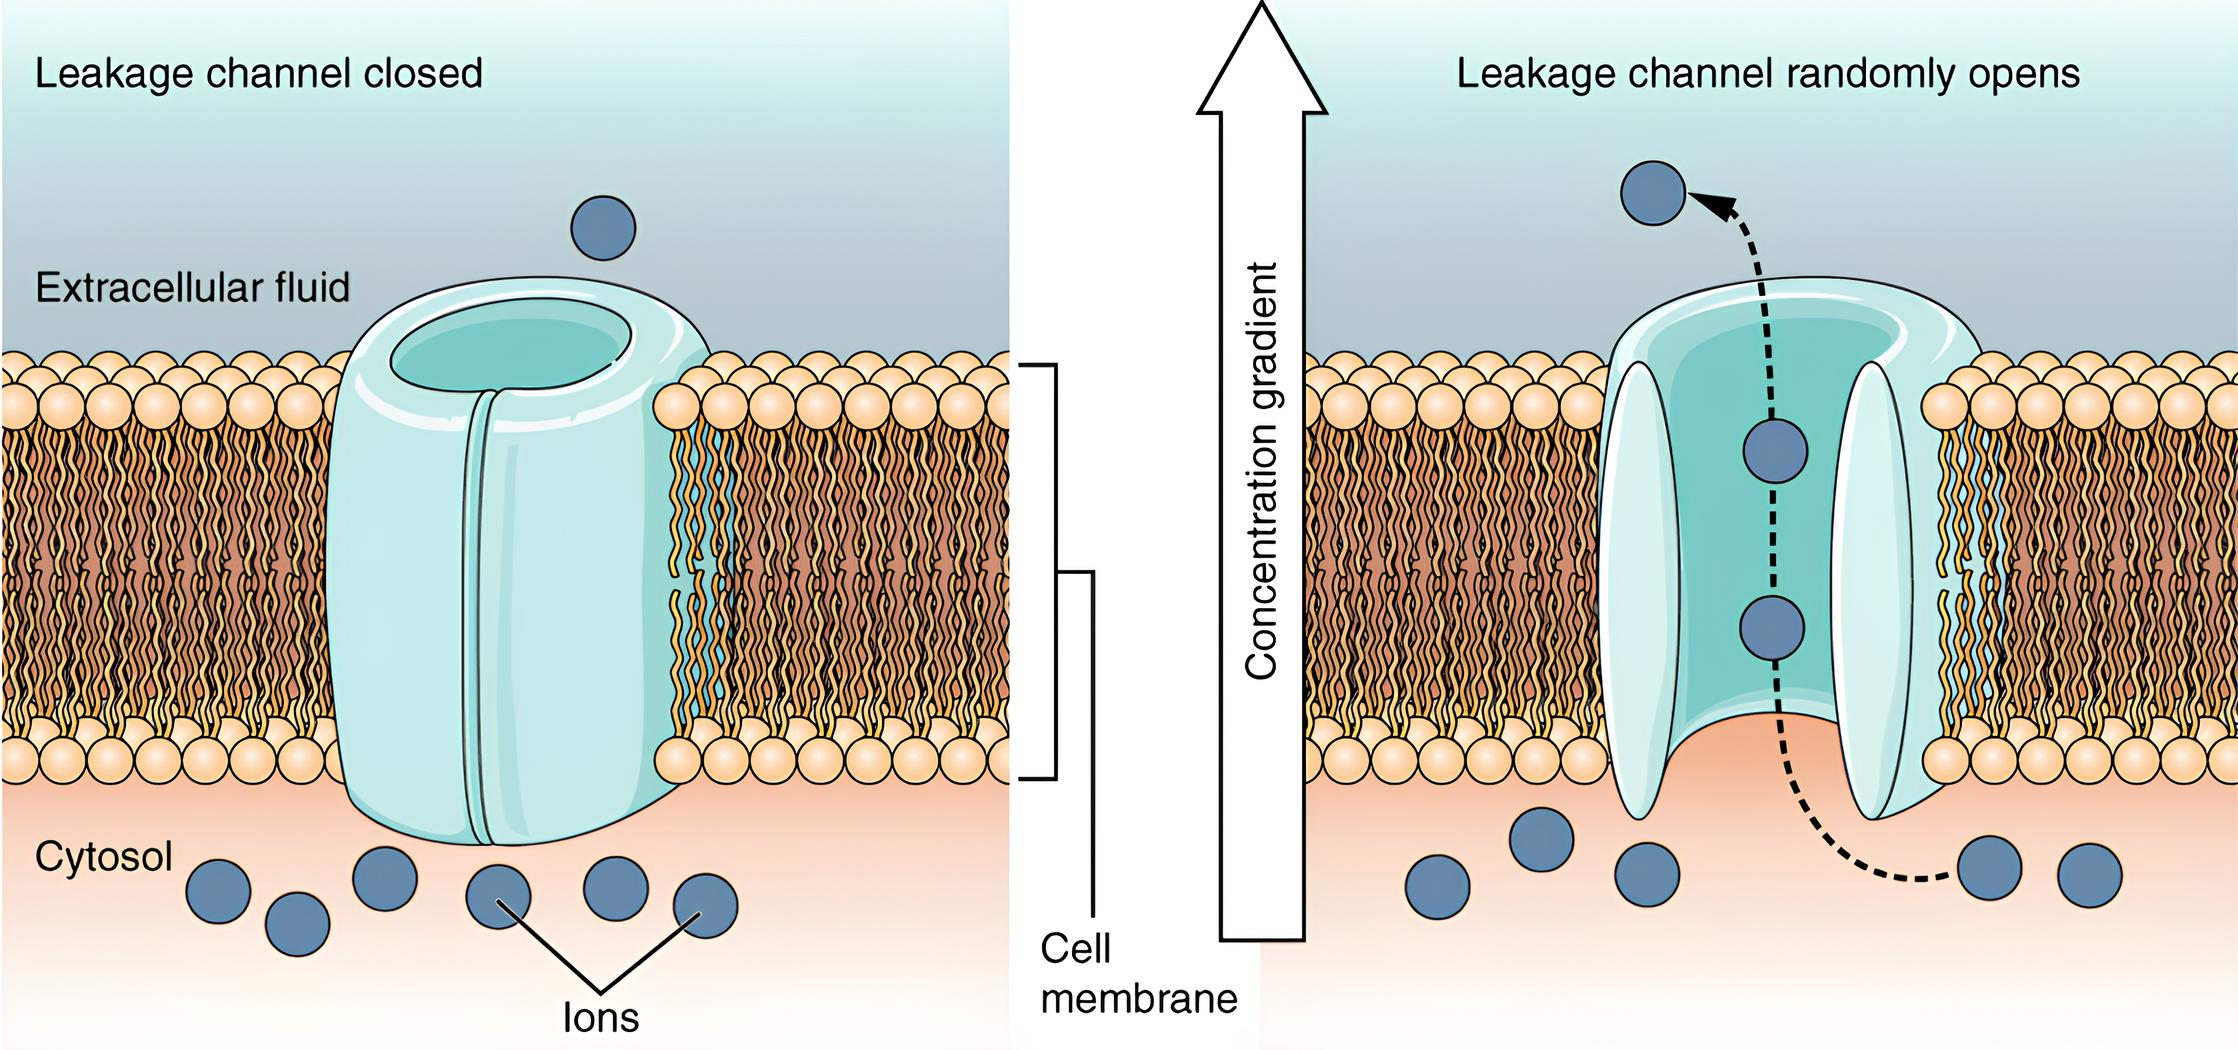 Leakage channel closed
Extracellular fluid
Cytosol
Ions
Cell
membrane
Concentration gradient
Leakage channel randomly opens